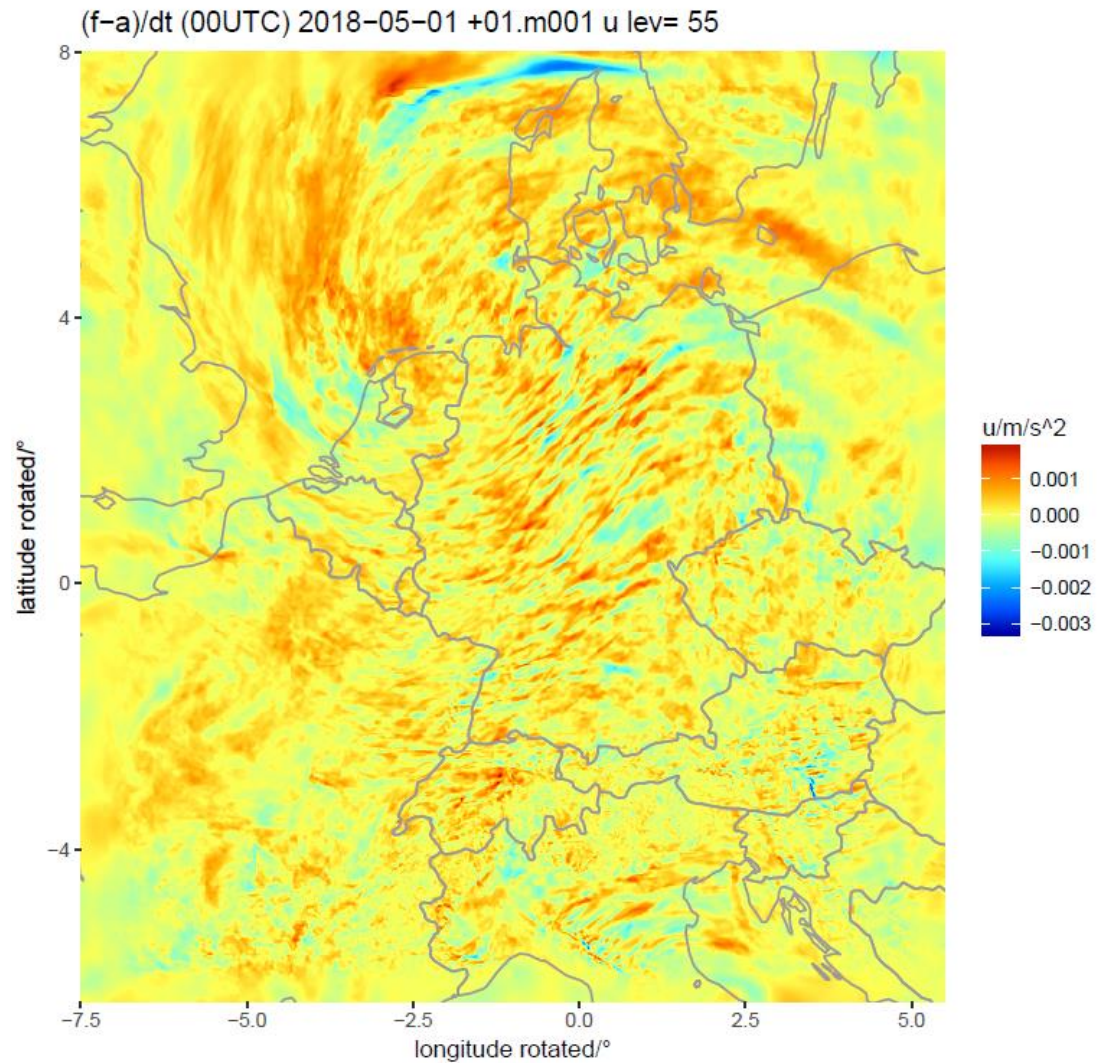 (f−a)/dt (00UTC) 2018−05−01 +01.m001 u lev= 55
8
4
0
−4
latitude rotated/°
−7.5 −5.0 −2.5 0.0 2.5 5.0
longitude rotated/°
u/m/s^2
0.001
0.000
−0.001
−0.002
−0.003